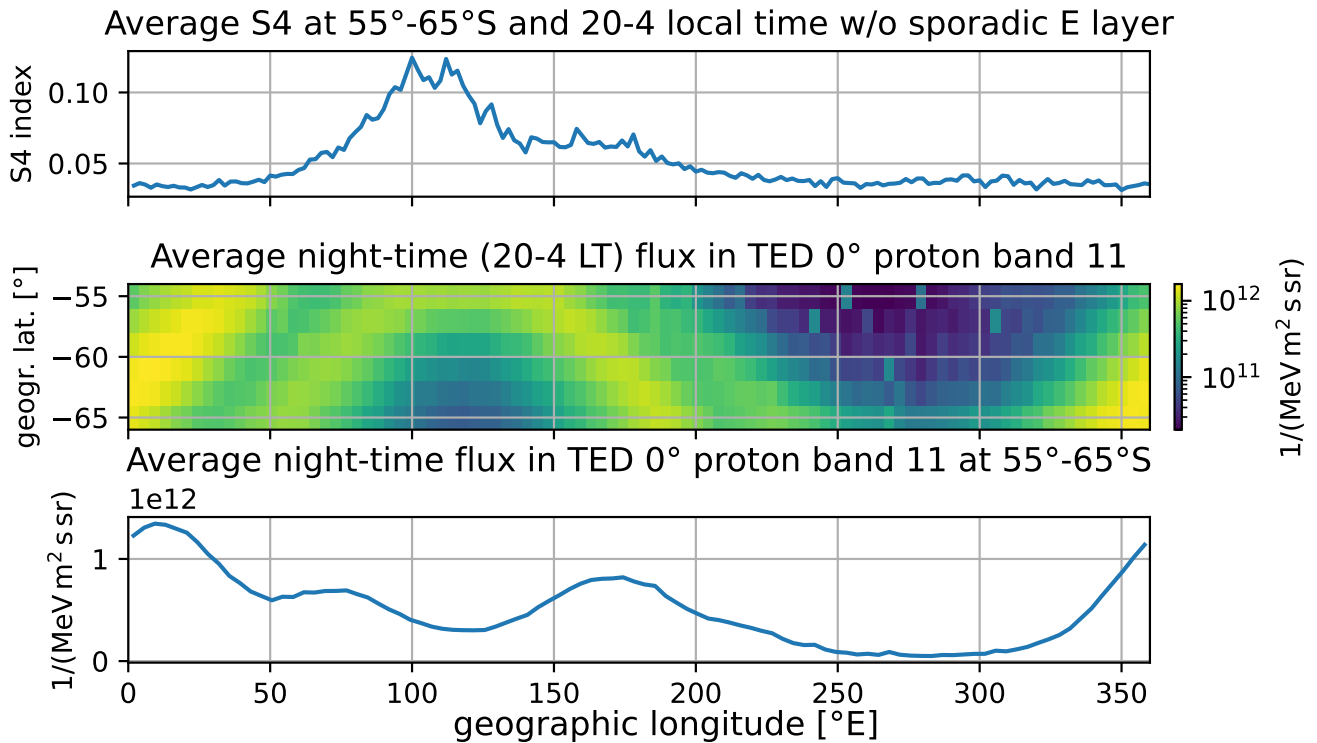 Average S4 at 55°-65°S and 20-4 local time w/o sporadic E layer
S4 index
0.10
0.05
Average night-time (20-4 LT) flux in TED 0° proton band 11
geogr. lat. [°]
−55
−60
−65
10¹²
10¹¹
1/(MeV m² s sr)
Average night-time flux in TED 0° proton band 11 at 55°-65°S
1e12
1/(MeV m² s sr)
1
0
0 50 100 150 200 250 300 350
geographic longitude [°E]